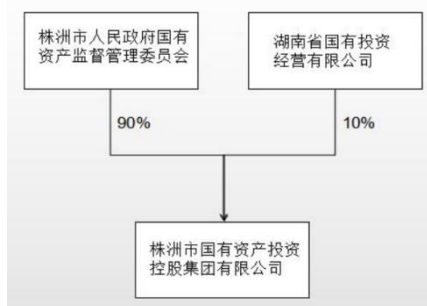 株洲市人民政府国有
资产监督管理委员会
湖南省国有投资
经营有限公司
90%
10%
株洲市国有资产投资
控股集团有限公司